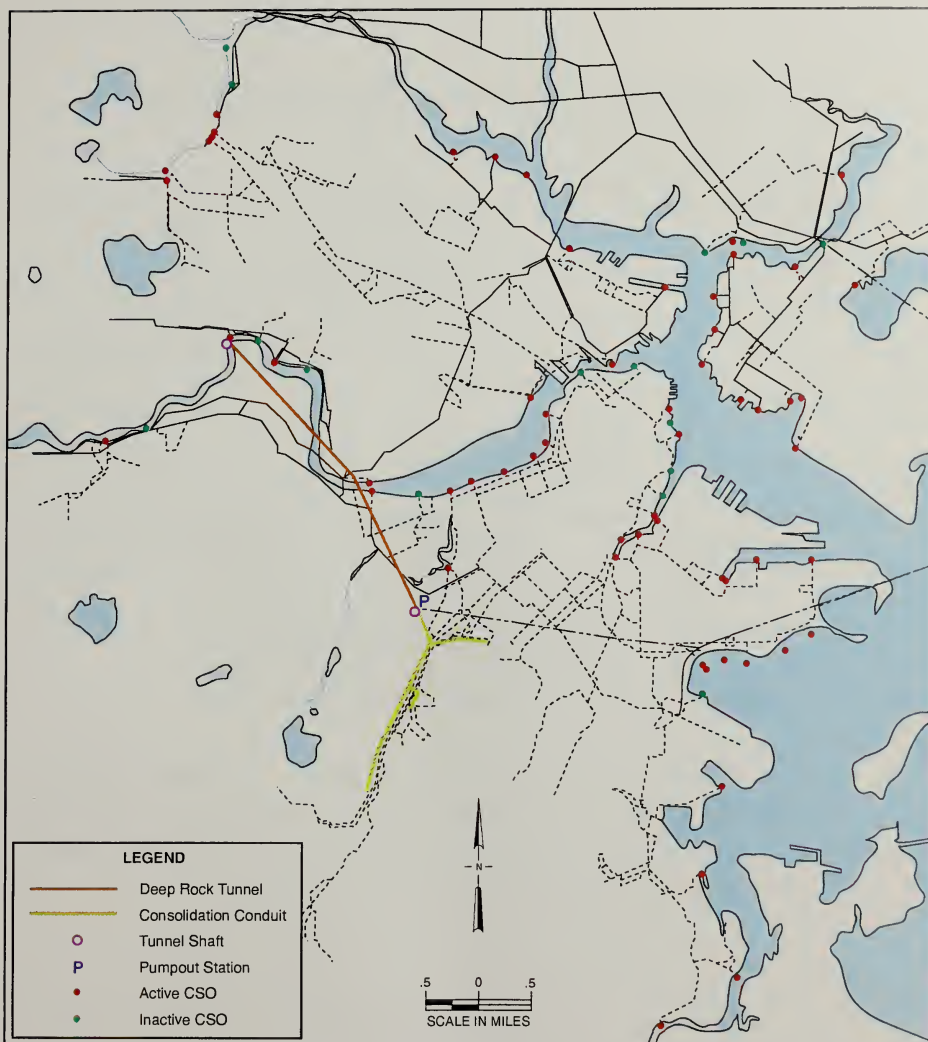 P
N
LEGEND
Deep Rock Tunnel
Consolidation Conduit
Tunnel Shaft
P Pumpout Station
Active CSO
Inactive CSO
.5 0 .5
SCALE IN MILES